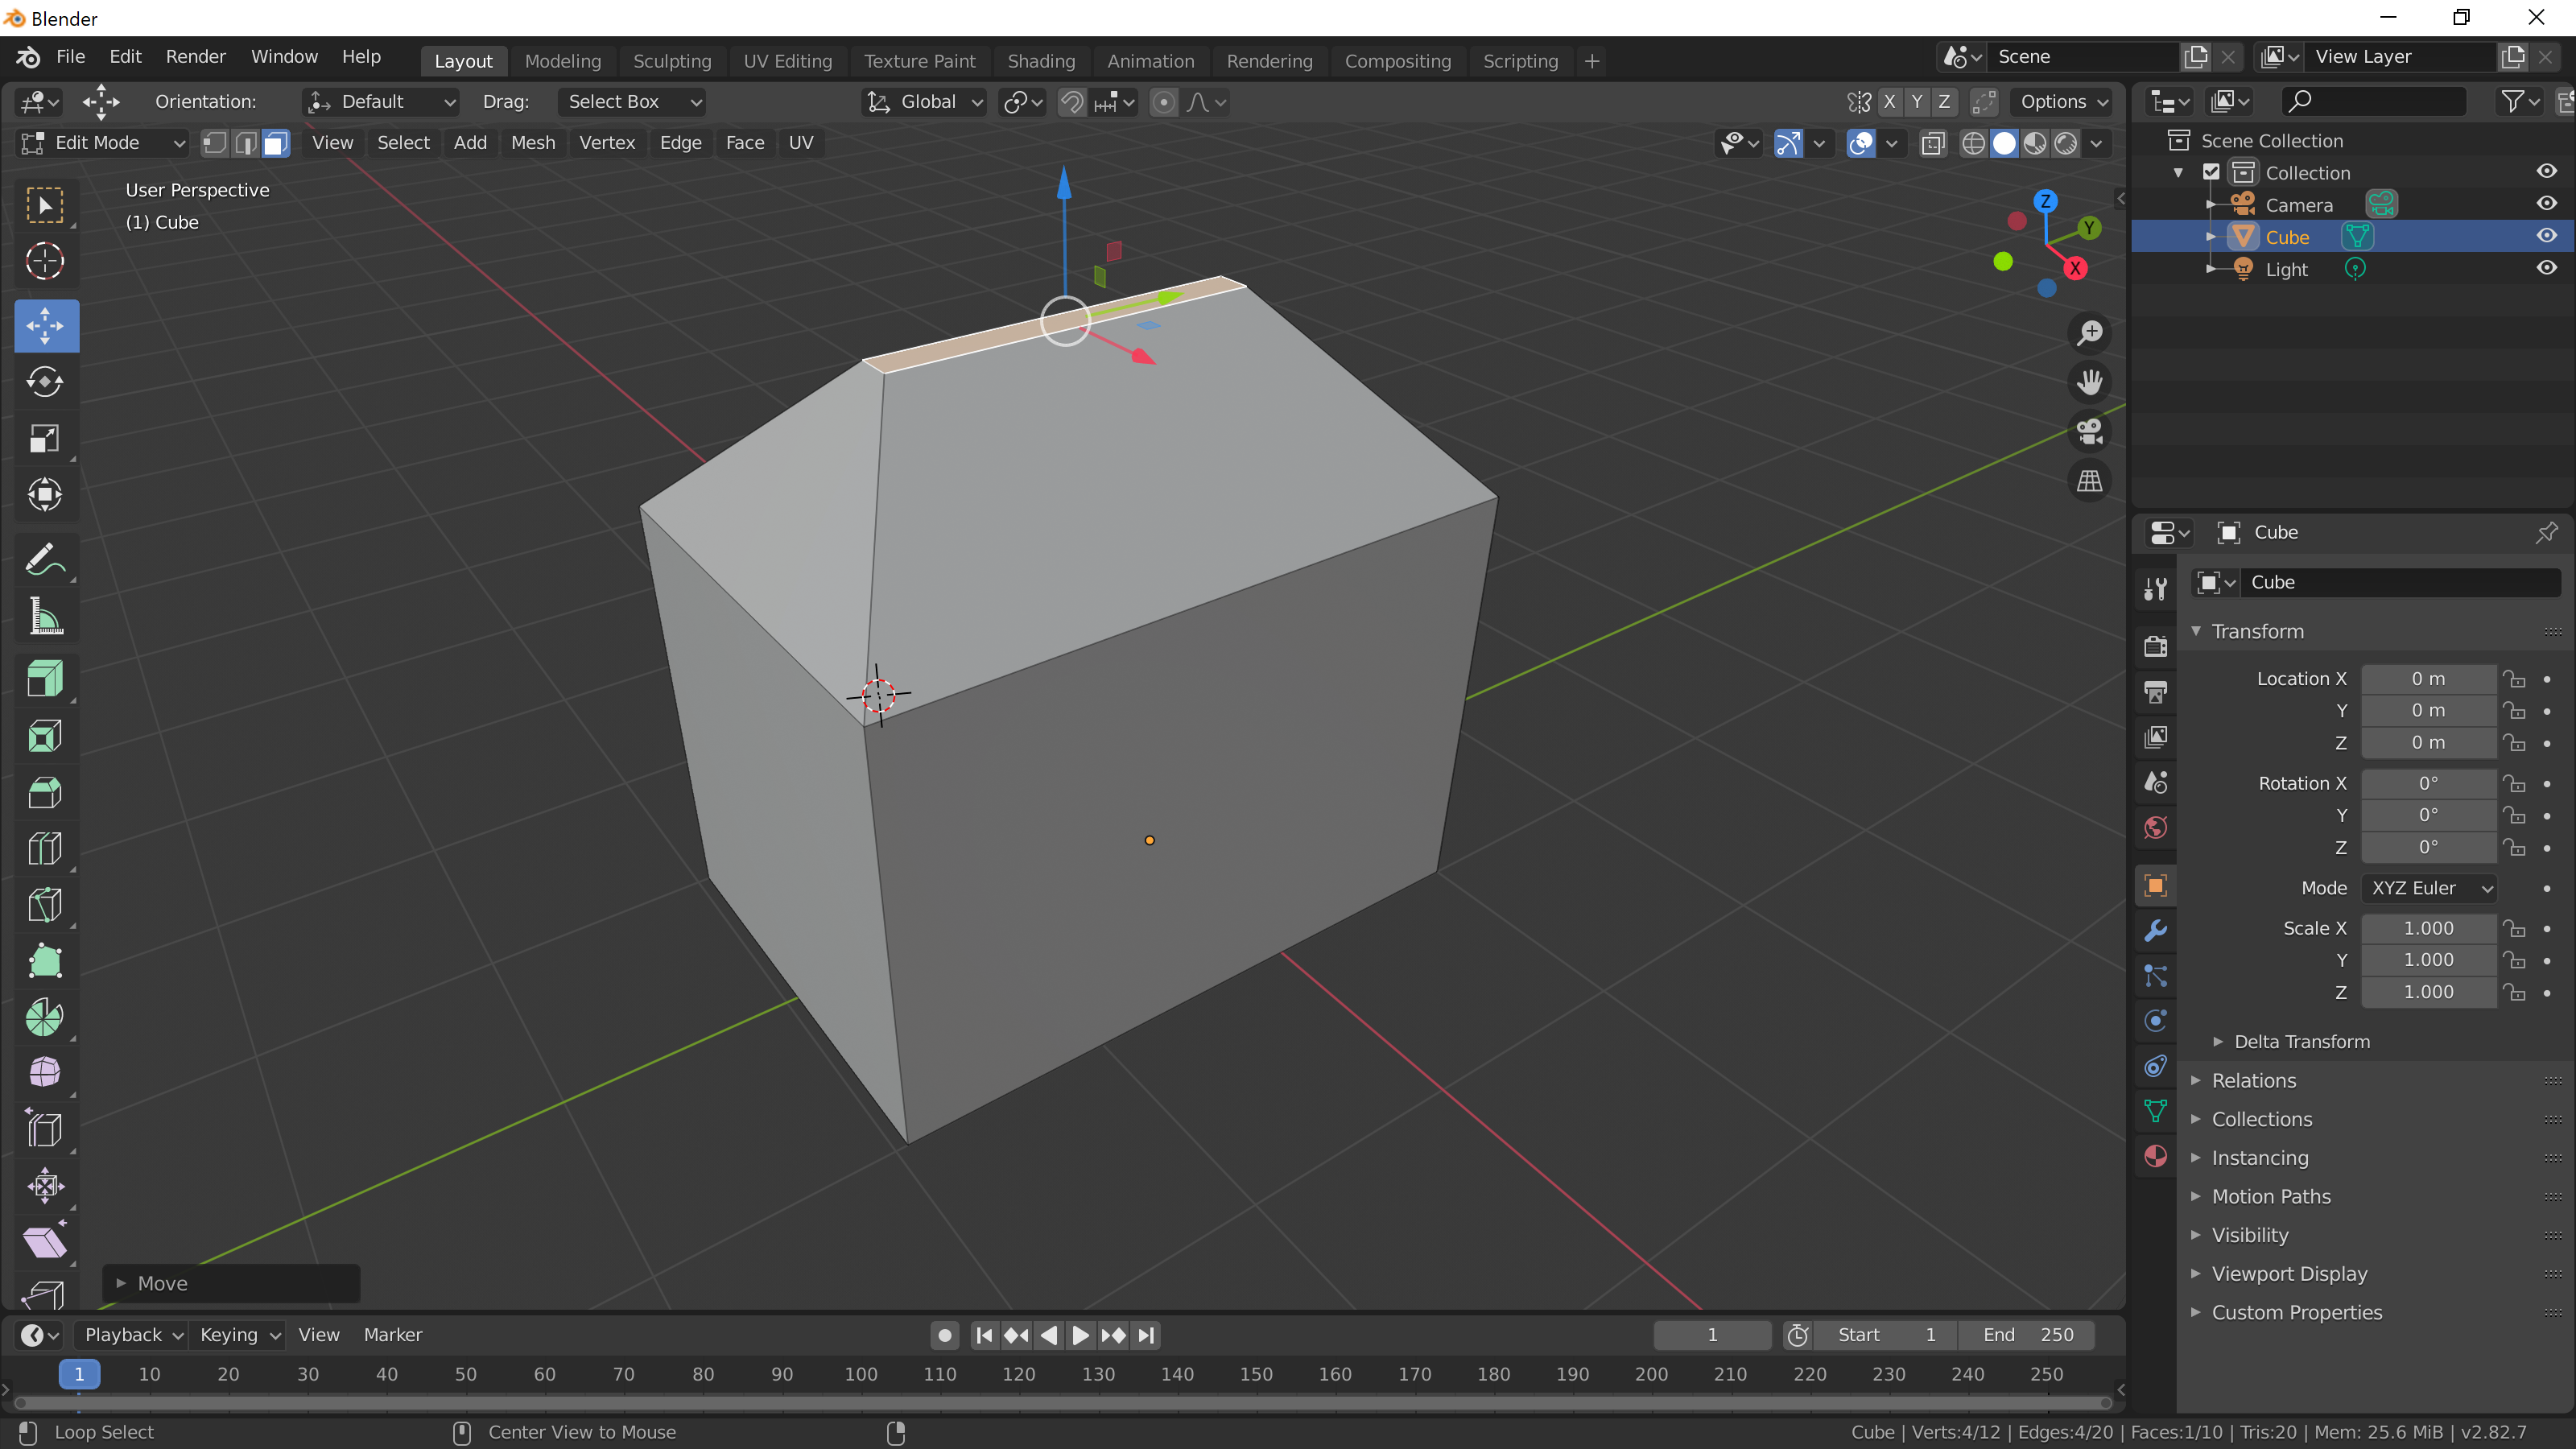 Blender
File Edit Render Window Help Layout Modeling Sculpting UV Editing Texture Paint Shading Animation Rendering Compositing Scripting + Scene View Layer
Orientation: Default Drag: Select Box Global X Y Z Options
Edit Mode View Select Add Mesh Vertex Edge Face UV
Scene Collection
Collection
Camera
Cube
Light
User Perspective
(1) Cube
Z
Y
X
Cube
Cube
Transform
Location X 0 m
Y 0 m
Z 0 m
Rotation X 0°
Y 0°
Z 0°
Mode XYZ Euler
Scale X 1.000
Y 1.000
Z 1.000
Delta Transform
Relations
Collections
Instancing
Motion Paths
Visibility
Viewport Display
Custom Properties
Move
Playback Keying View Marker 1 Start 1 End 250
1 10 20 30 40 50 60 70 80 90 100 110 120 130 140 150 160 170 180 190 200 210 220 230 240 250
Loop Select Center View to Mouse Cube | Verts:4/12 | Edges:4/20 | Faces:1/10 | Tris:20 | Mem: 25.6 MiB | v2.82.7